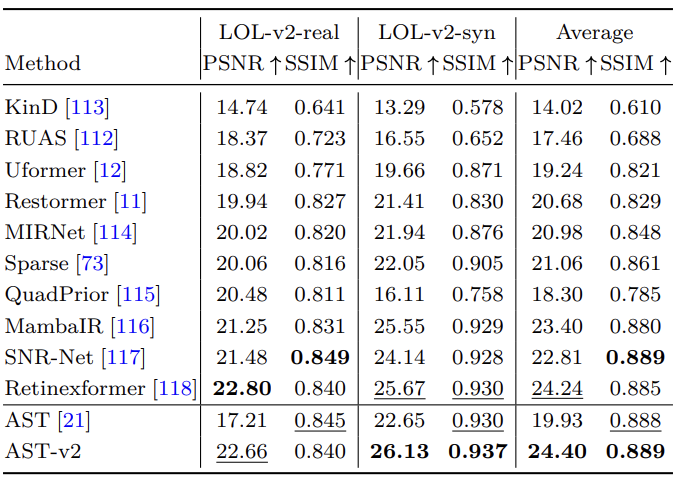 LOL-v2-real LOL-v2-syn Average
Method PSNR ↑ SSIM ↑ PSNR ↑ SSIM ↑ PSNR ↑ SSIM ↑
KinD [113] 14.74 0.641 13.29 0.578 14.02 0.610
RUAS [112] 18.37 0.723 16.55 0.652 17.46 0.688
Uformer [12] 18.82 0.771 19.66 0.871 19.24 0.821
Restormer [11] 19.94 0.827 21.41 0.830 20.68 0.829
MIRNet [114] 20.02 0.820 21.94 0.876 20.98 0.848
Sparse [73] 20.06 0.816 22.05 0.905 21.06 0.861
QuadPrior [115] 20.48 0.811 16.11 0.758 18.30 0.785
MambaIR [116] 21.25 0.831 25.55 0.929 23.40 0.880
SNR-Net [117] 21.48 0.849 24.14 0.928 22.81 0.889
Retinexformer [118] 22.80 0.840 25.67 0.930 24.24 0.885
AST [21] 17.21 0.845 22.65 0.930 19.93 0.888
AST-v2 22.66 0.840 26.13 0.937 24.40 0.889